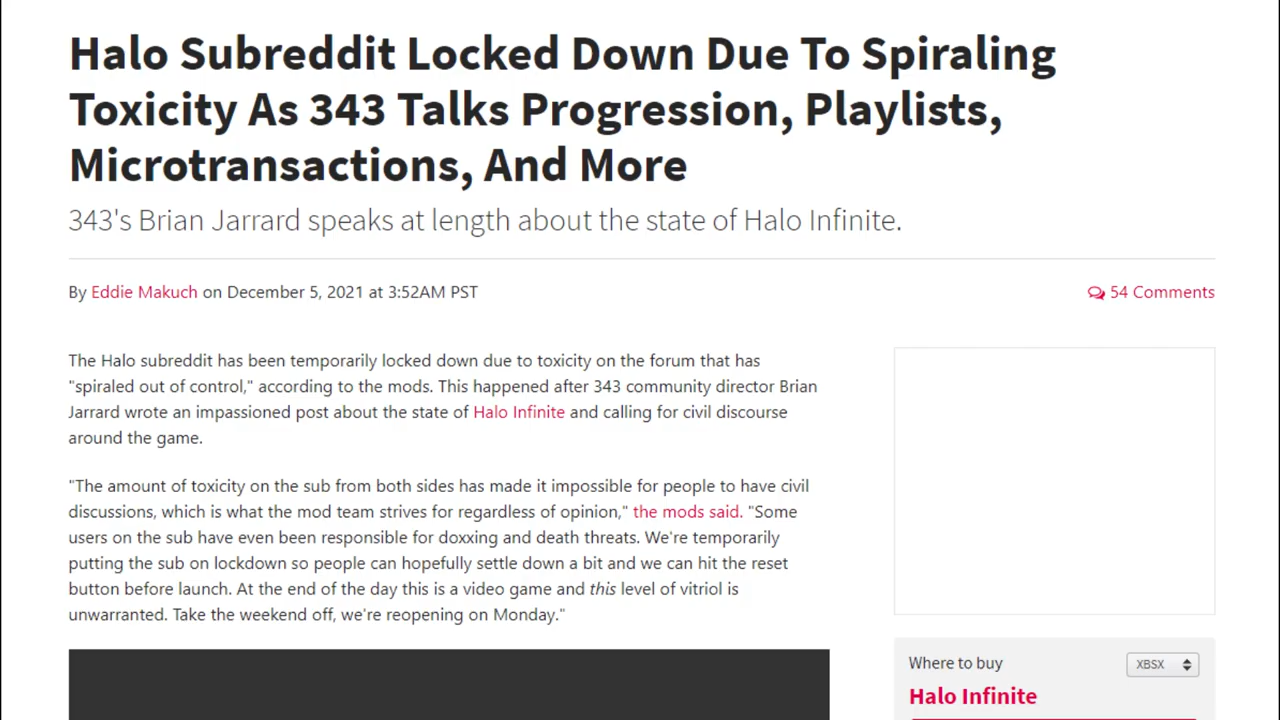 Halo Subreddit Locked Down Due To Spiraling
Toxicity As 343 Talks Progression, Playlists,
Microtransactions, And More
343's Brian Jarrard speaks at length about the state of Halo Infinite.
By Eddie Makuch on December 5, 2021 at 3:52AM PST
54 Comments
The Halo subreddit has been temporarily locked down due to toxicity on the forum that has
"spiraled out of control," according to the mods. This happened after 343 community director Brian
Jarrard wrote an impassioned post about the state of Halo Infinite and calling for civil discourse
around the game.
"The amount of toxicity on the sub from both sides has made it impossible for people to have civil
discussions, which is what the mod team strives for regardless of opinion," the mods said. "Some
users on the sub have even been responsible for doxxing and death threats. We're temporarily
putting the sub on lockdown so people can hopefully settle down a bit and we can hit the reset
button before launch. At the end of the day this is a video game and this level of vitriol is
unwarranted. Take the weekend off, we're reopening on Monday."
Where to buy
XBSX
Halo Infinite